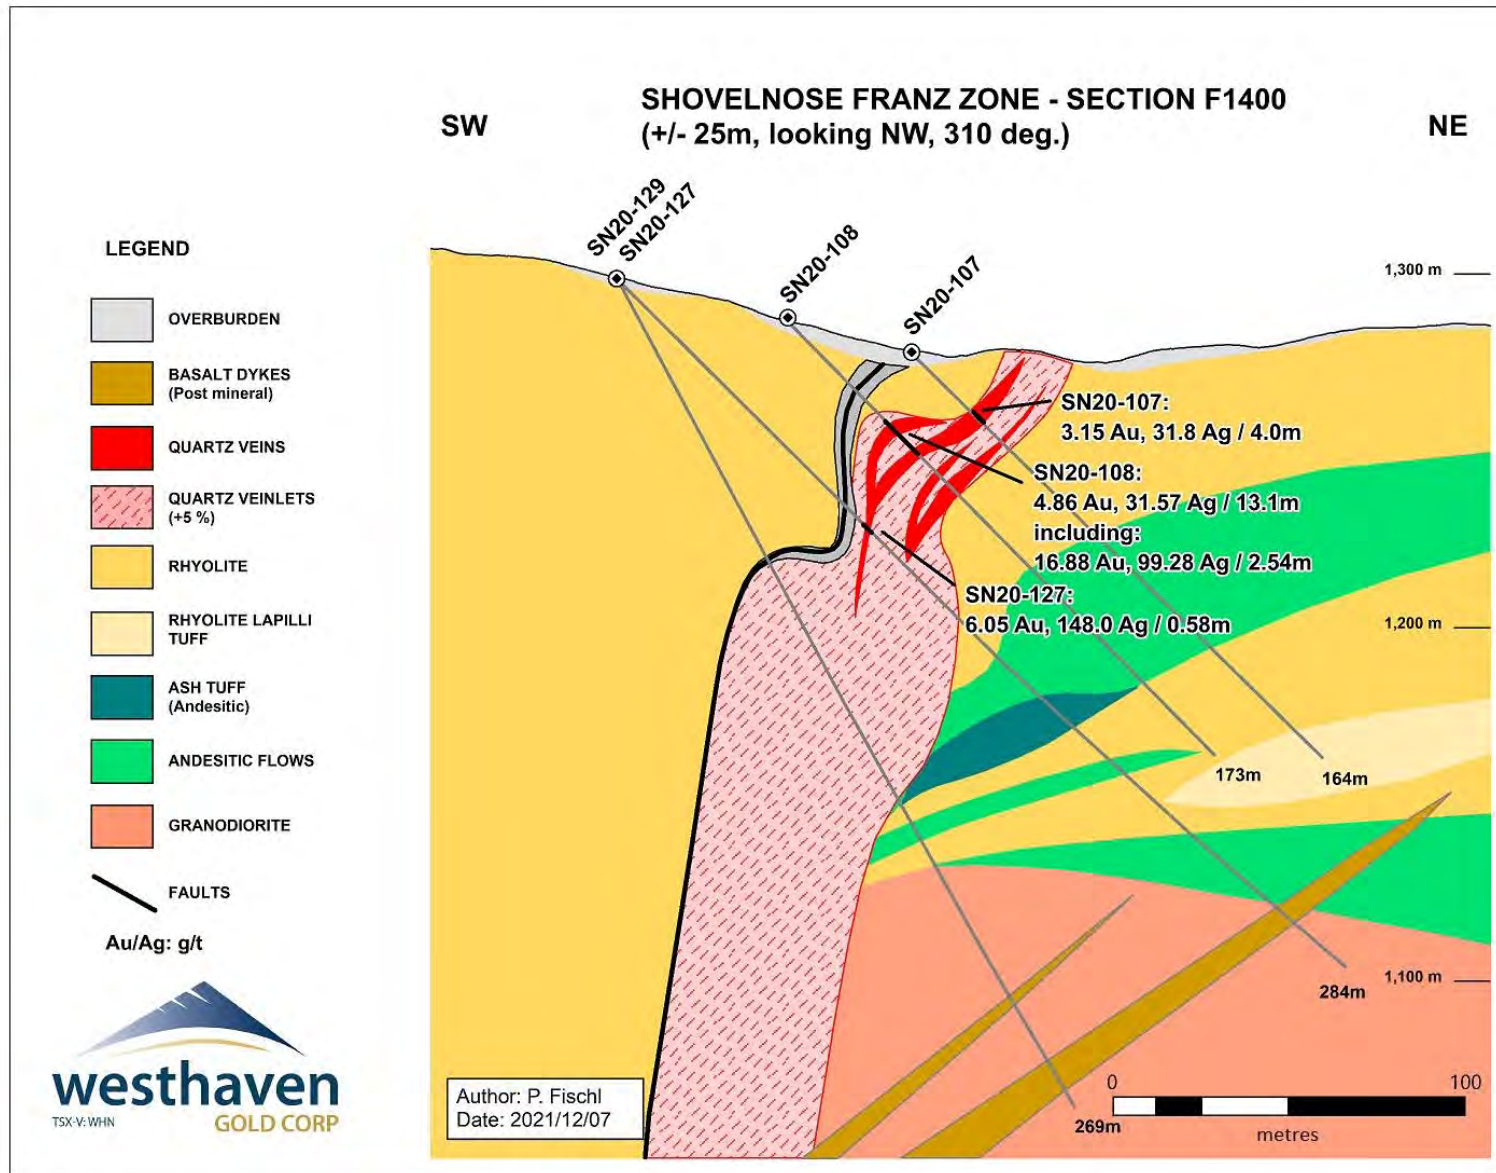 SHOVELNOSE FRANZ ZONE - SECTION F1400
(+/- 25m, looking NW, 310 deg.)
SW
NE
SN20-129
SN20-127
SN20-108
SN20-107
1,300 m
1,200 m
1,100 m
LEGEND
OVERBURDEN
BASALT DYKES
(Post mineral)
QUARTZ VEINS
QUARTZ VEINLETS
(+5 %)
RHYOLITE
RHYOLITE LAPILLI
TUFF
ASH TUFF
(Andesitic)
ANDESITIC FLOWS
GRANODIORITE
FAULTS
Au/Ag: g/t
SN20-107:
3.15 Au, 31.8 Ag / 4.0m
SN20-108:
4.86 Au, 31.57 Ag / 13.1m
including:
16.88 Au, 99.28 Ag / 2.54m
SN20-127:
6.05 Au, 148.0 Ag / 0.58m
173m
164m
284m
269m
westhaven
TSX-V: WHN
GOLD CORP
Author: P. Fischl
Date: 2021/12/07
0
100
metres